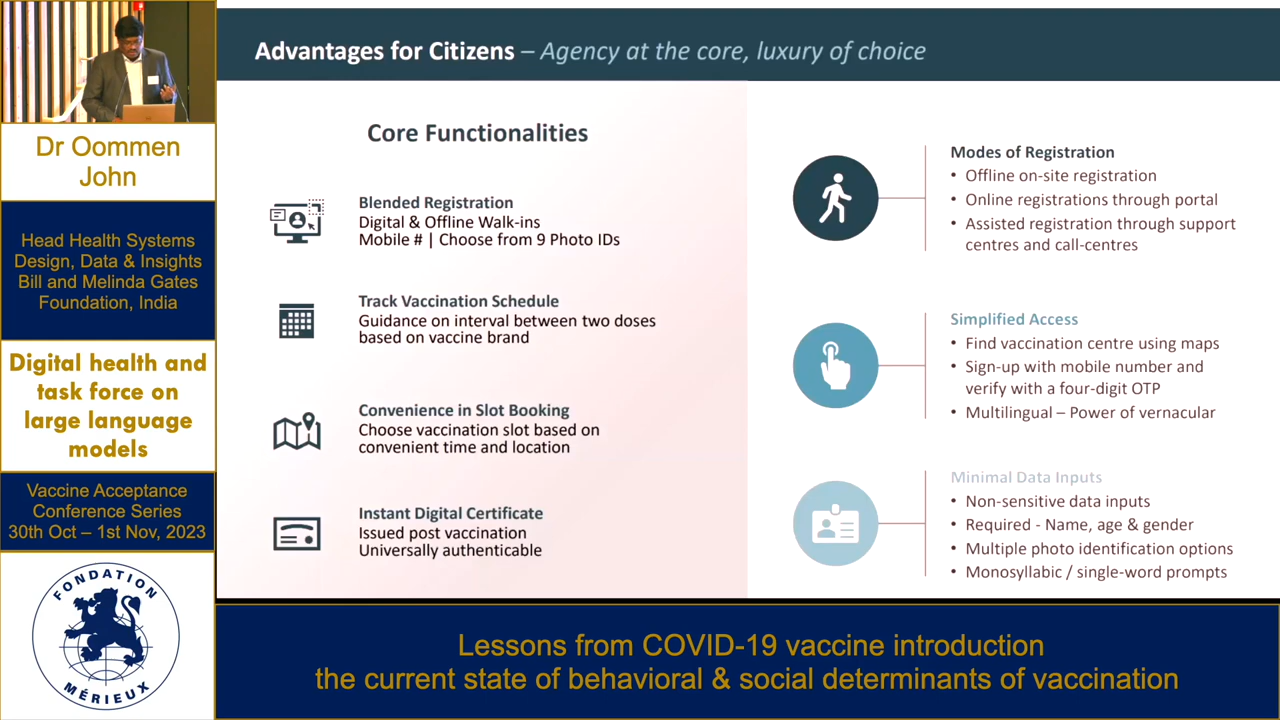 Dr Oommen
John
Head Health Systems
Design, Data & Insights
Bill and Melinda Gates
Foundation, India
Digital health and
task force on
large language
models
Vaccine Acceptance
Conference Series
30th Oct – 1st Nov, 2023
FONDATION
MÉRIEUX
Advantages for Citizens – Agency at the core, luxury of choice
Core Functionalities
Blended Registration
Digital & Offline Walk-ins
Mobile # | Choose from 9 Photo IDs
Track Vaccination Schedule
Guidance on interval between two doses
based on vaccine brand
Convenience in Slot Booking
Choose vaccination slot based on
convenient time and location
Instant Digital Certificate
Issued post vaccination
Universally authenticable
Modes of Registration
• Offline on-site registration
• Online registrations through portal
• Assisted registration through support
centres and call-centres
Simplified Access
• Find vaccination centre using maps
• Sign-up with mobile number and
verify with a four-digit OTP
• Multilingual – Power of vernacular
Minimal Data Inputs
• Non-sensitive data inputs
• Required - Name, age & gender
• Multiple photo identification options
• Monosyllabic / single-word prompts
Lessons from COVID-19 vaccine introduction
the current state of behavioral & social determinants of vaccination